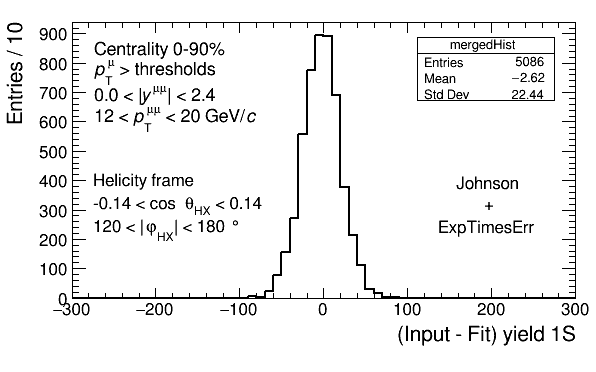 Entries / 10
900
800
700
600
500
400
300
200
100
0
Centrality 0-90%
p_T^μ > thresholds
0.0 < |y^μμ| < 2.4
12 < p_T^μμ < 20 GeV/c
Helicity frame
-0.14 < cos θ_HX < 0.14
120 < |φ_HX| < 180 °
mergedHist
Entries 5086
Mean −2.62
Std Dev 22.44
Johnson
+
ExpTimesErr
−300 −200 −100 0 100 200 300
(Input - Fit) yield 1S